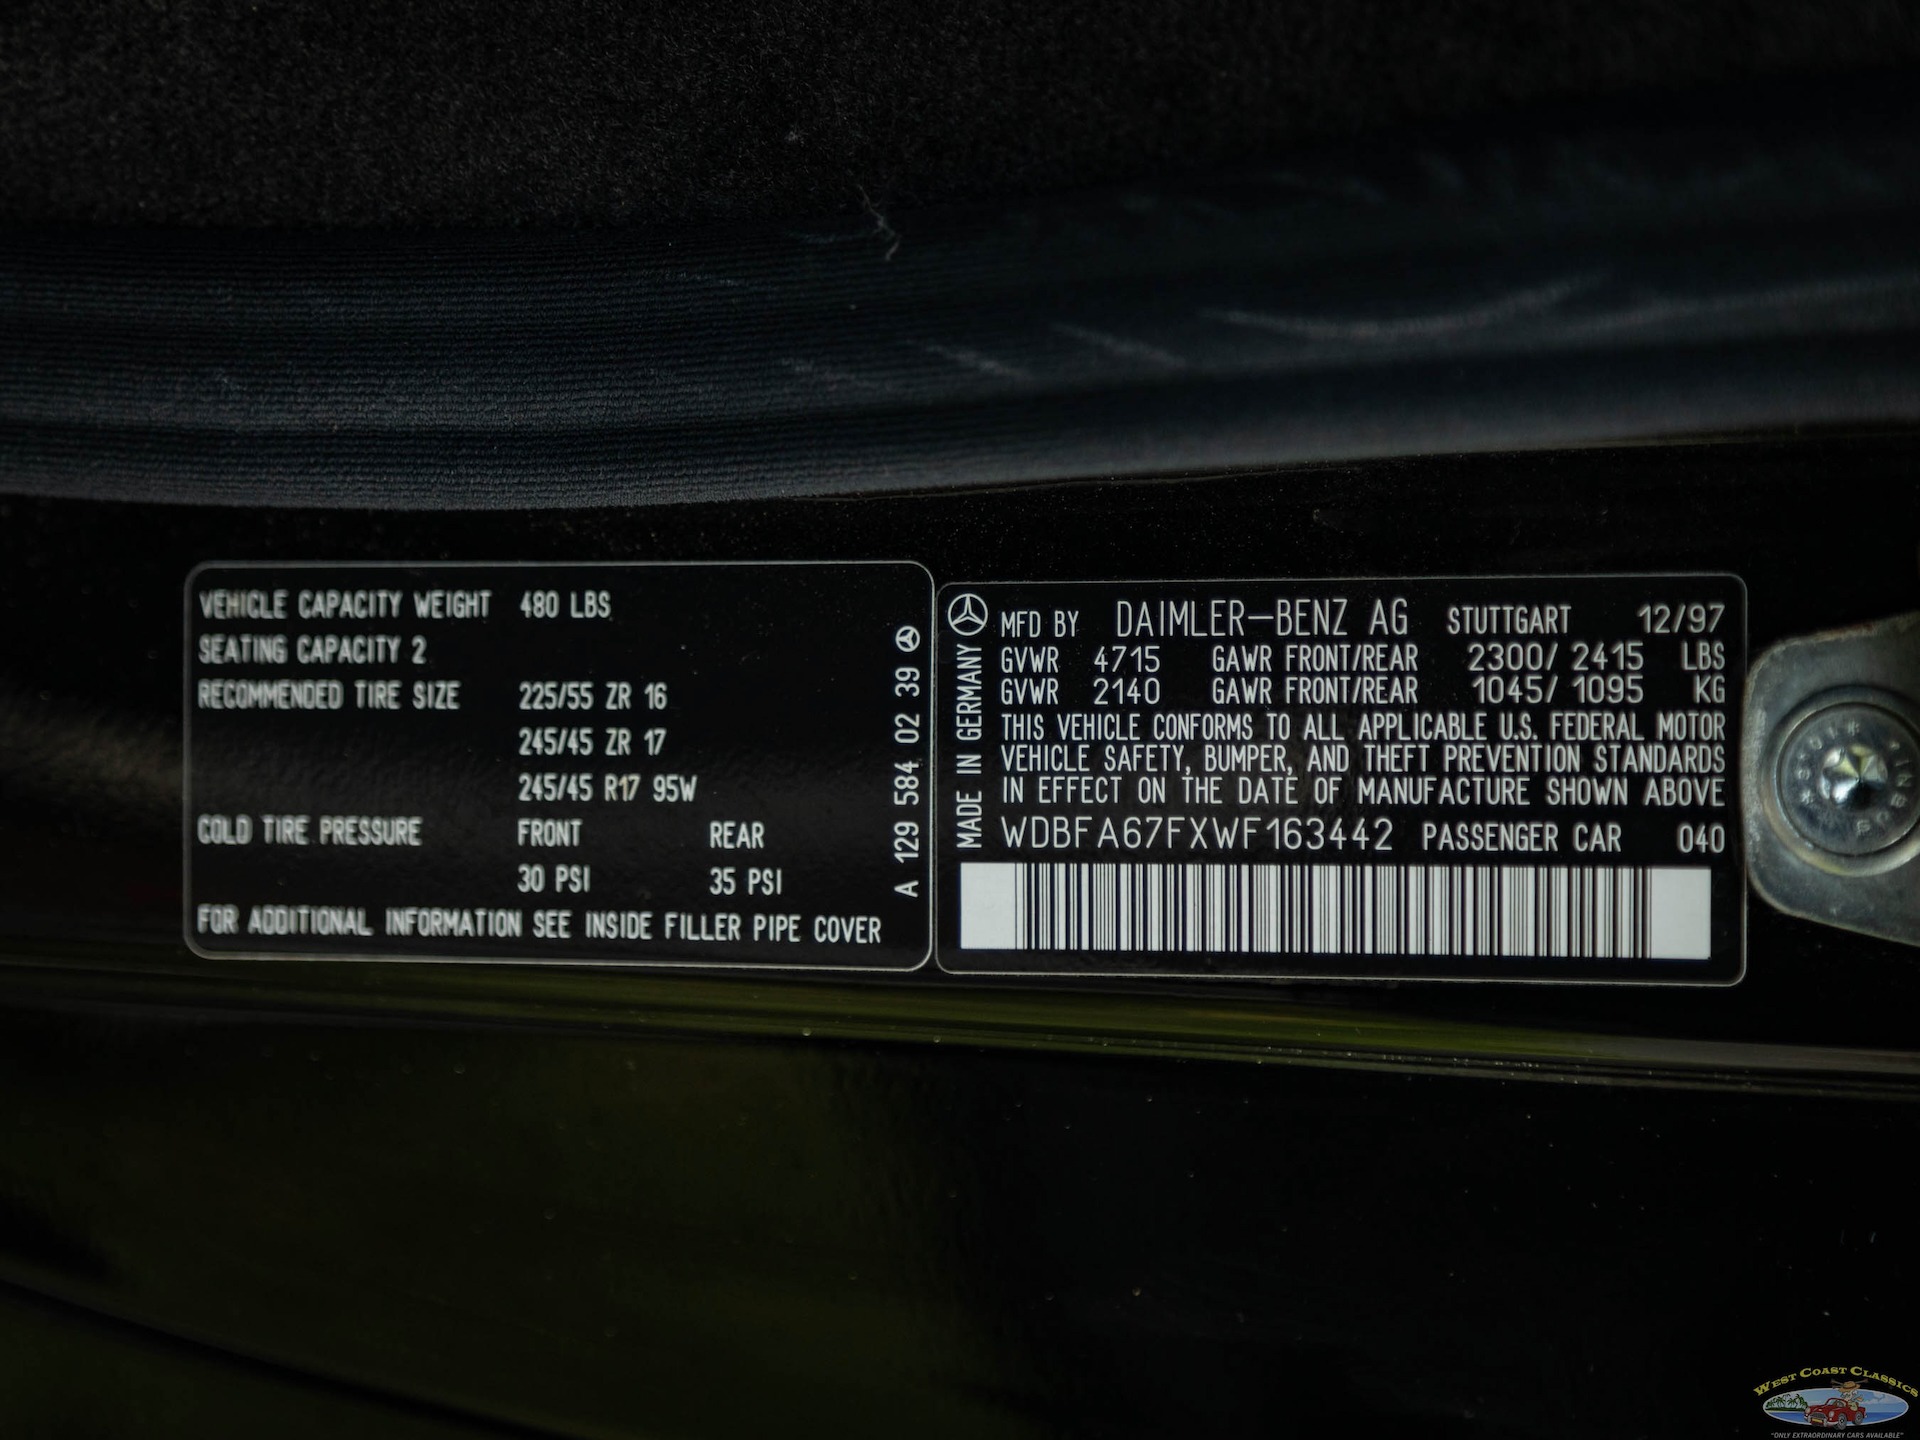 VEHICLE CAPACITY WEIGHT 480 LBS
SEATING CAPACITY 2
RECOMMENDED TIRE SIZE 225/55 ZR 16
245/45 ZR 17
245/45 R17 95W
COLD TIRE PRESSURE FRONT REAR
30 PSI 35 PSI
FOR ADDITIONAL INFORMATION SEE INSIDE FILLER PIPE COVER
A 129 584 02 39
MADE IN GERMANY
MFD BY DAIMLER-BENZ AG STUTTGART 12/97
GVWR 4715 GAWR FRONT/REAR 2300/ 2415 LBS
GVWR 2140 GAWR FRONT/REAR 1045/ 1095 KG
THIS VEHICLE CONFORMS TO ALL APPLICABLE U.S. FEDERAL MOTOR
VEHICLE SAFETY, BUMPER, AND THEFT PREVENTION STANDARDS
IN EFFECT ON THE DATE OF MANUFACTURE SHOWN ABOVE
WDBFA67FXWF163442 PASSENGER CAR 040
WEST COAST CLASSICS
"ONLY EXTRAORDINARY CARS AVAILABLE"